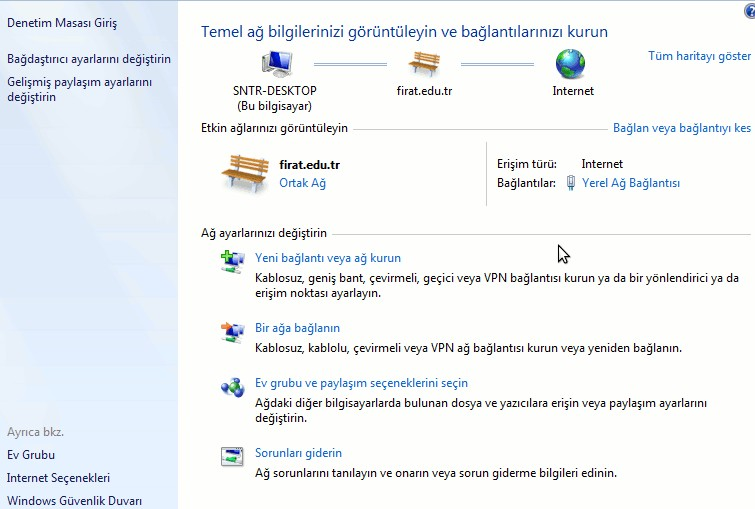 Denetim Masası Giriş
Bağdaştırıcı ayarlarını değiştirin
Gelişmiş paylaşım ayarlarını
değiştirin
Temel ağ bilgilerinizi görüntüleyin ve bağlantılarınızı kurun
Tüm haritayı göster
SNTR-DESKTOP
(Bu bilgisayar)
firat.edu.tr
Internet
Etkin ağlarınızı görüntüleyin
Bağlan veya bağlantıyı kes
firat.edu.tr
Ortak Ağ
Erişim türü: Internet
Bağlantılar: Yerel Ağ Bağlantısı
Ağ ayarlarınızı değiştirin
Yeni bağlantı veya ağ kurun
Kablosuz, geniş bant, çevirmeli, geçici veya VPN bağlantısı kurun ya da bir yönlendirici ya da
erişim noktası ayarlayın.
Bir ağa bağlanın
Kablosuz, kablolu, çevirmeli veya VPN ağ bağlantısı kurun veya yeniden bağlanın.
Ev grubu ve paylaşım seçeneklerini seçin
Ağdaki diğer bilgisayarlarda bulunan dosya ve yazıcılara erişin veya paylaşım ayarlarını
değiştirin.
Sorunları giderin
Ağ sorunlarını tanılayın ve onarın veya sorun giderme bilgileri edinin.
Ayrıca bkz.
Ev Grubu
Internet Seçenekleri
Windows Güvenlik Duvarı